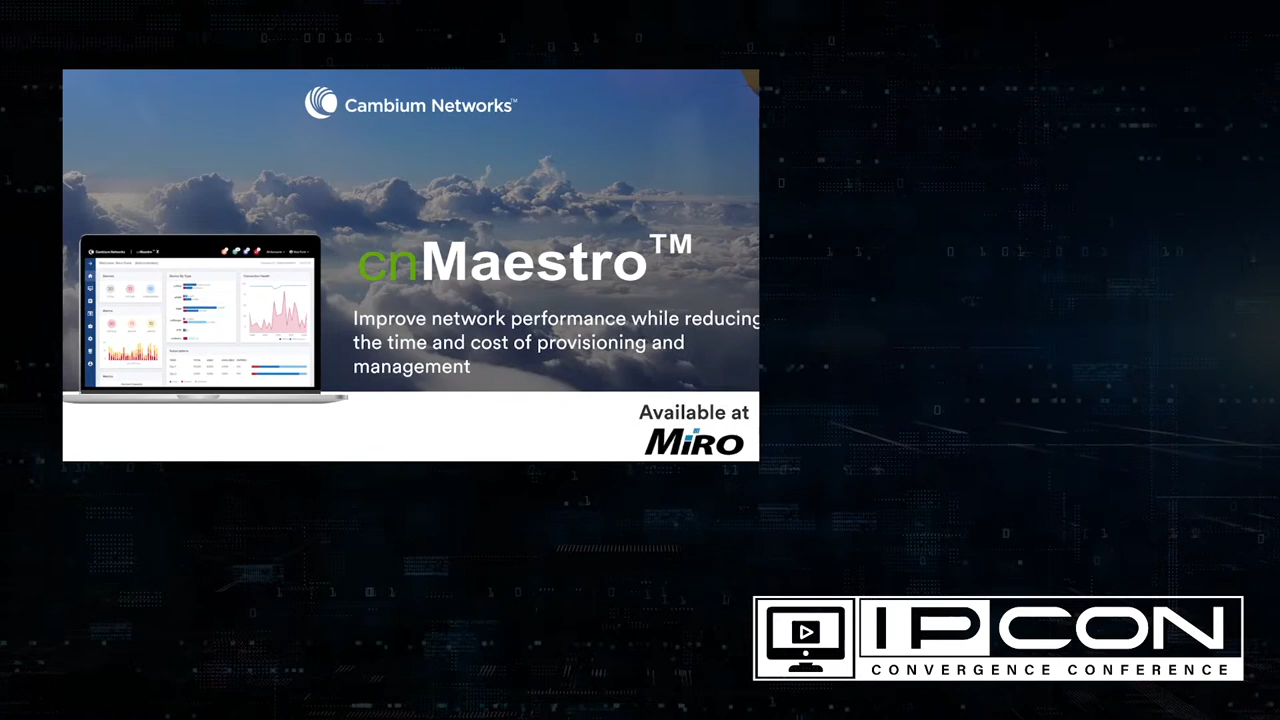 Cambium Networks™
cnMaestro™
Improve network performance while reducing
the time and cost of provisioning and
management
Available at
MiRO
IPCON
CONVERGENCE CONFERENCE